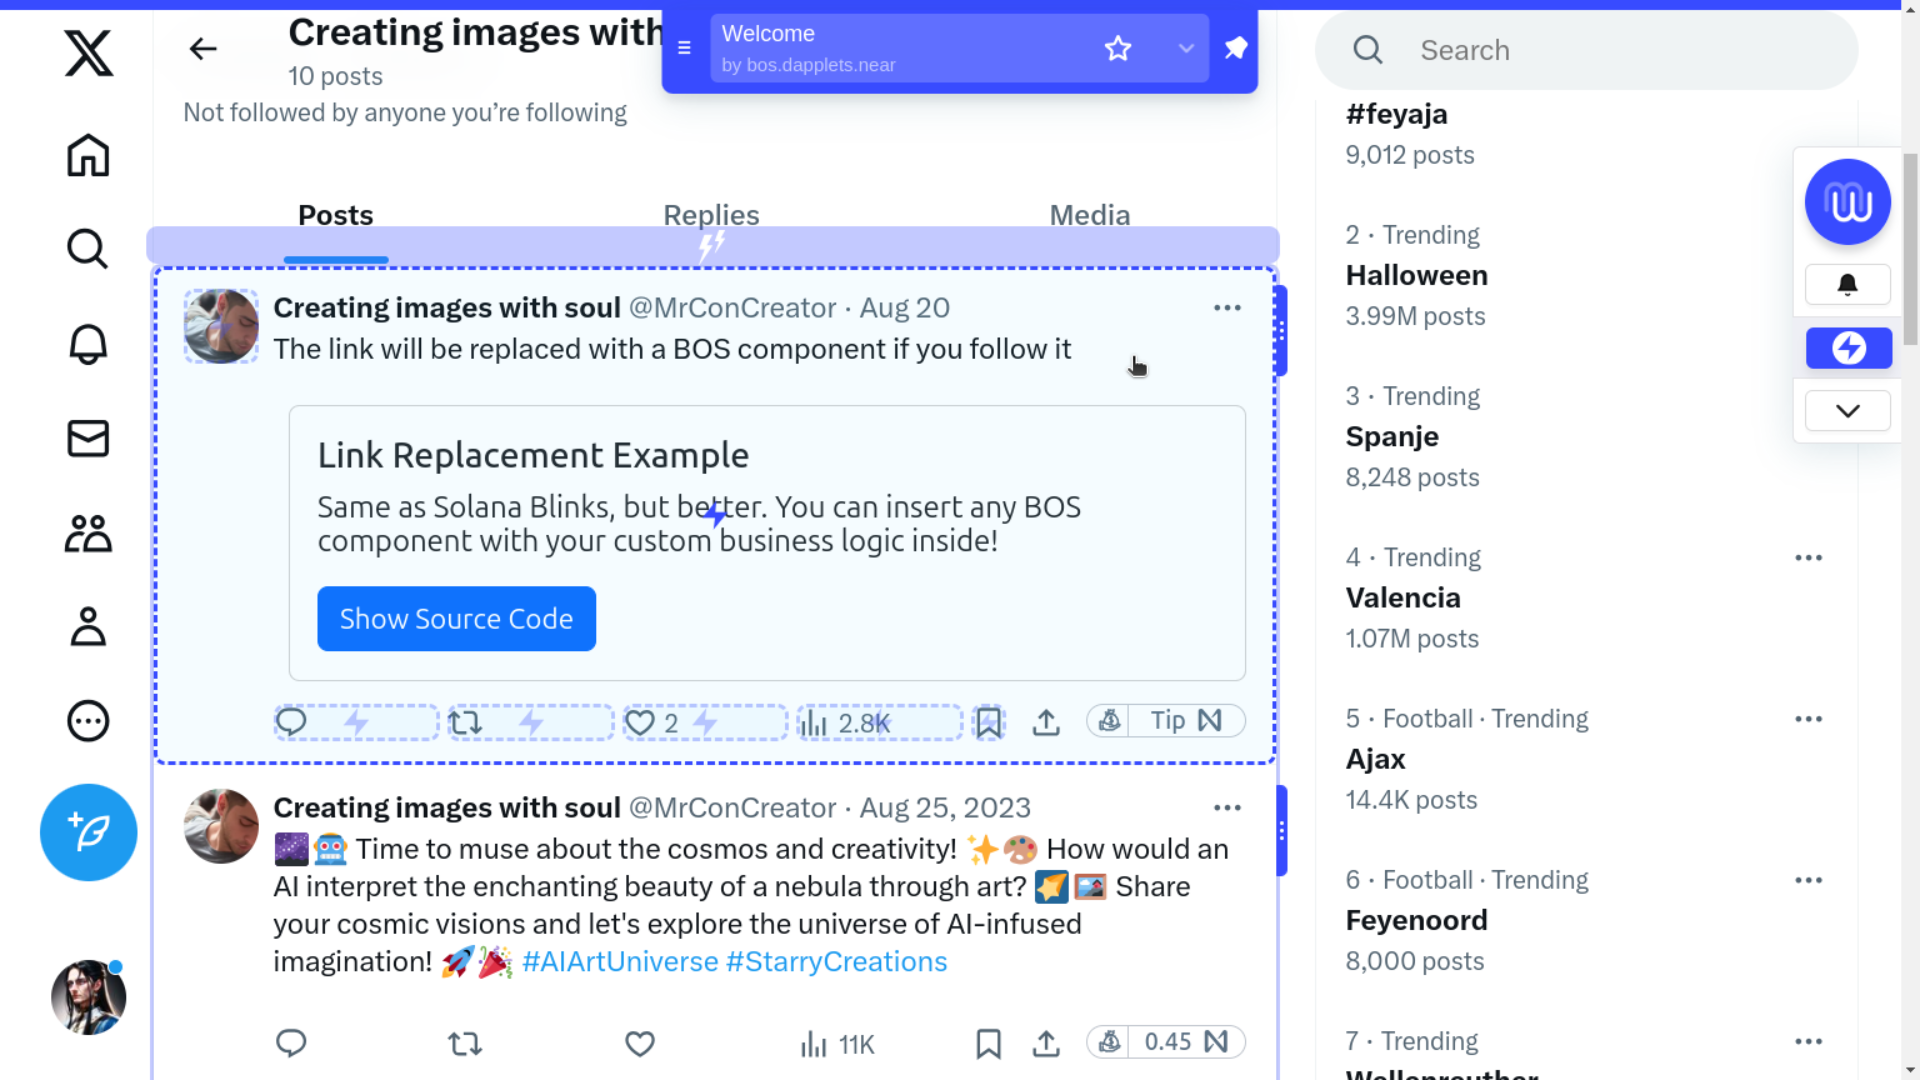 Creating images with
10 posts
Not followed by anyone you’re following
Welcome
by bos.dapplets.near
Posts
Replies
Media
Creating images with soul @MrConCreator · Aug 20
The link will be replaced with a BOS component if you follow it
Link Replacement Example
Same as Solana Blinks, but better. You can insert any BOS
component with your custom business logic inside!
Show Source Code
2
2.8K
Tip
Creating images with soul @MrConCreator · Aug 25, 2023
🌌🤖 Time to muse about the cosmos and creativity! ✨🎨 How would an
AI interpret the enchanting beauty of a nebula through art? 🌠🖼️ Share
your cosmic visions and let's explore the universe of AI-infused
imagination! 🚀🎉 #AIArtUniverse #StarryCreations
11K
0.45
Search
#feyaja
9,012 posts
2 · Trending
Halloween
3.99M posts
3 · Trending
Spanje
8,248 posts
4 · Trending
Valencia
1.07M posts
5 · Football · Trending
Ajax
14.4K posts
6 · Football · Trending
Feyenoord
8,000 posts
7 · Trending